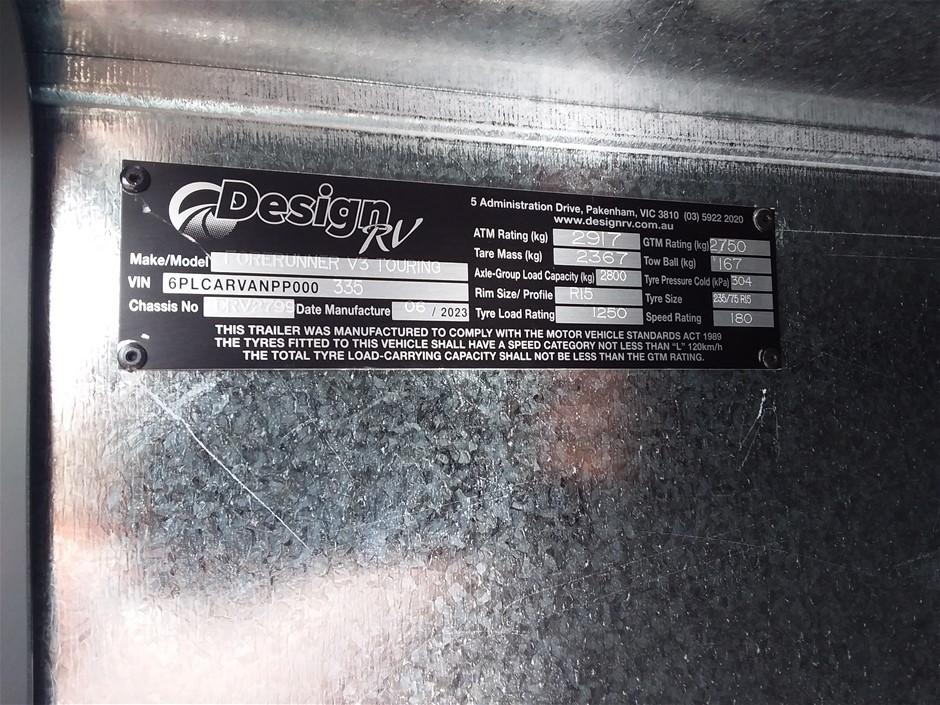 Design RV
5 Administration Drive, Pakenham, VIC 3810 (03) 5922 2020
www.designrv.com.au
Make/Model FORERUNNER V3 TOURING
VIN 6PLCARVANPP000 335
Chassis No DRV2799 Date Manufacture 06 / 2023
ATM Rating (kg) 2917 GTM Rating (kg) 2750
Tare Mass (kg) 2367 Tow Ball (kg) 167
Axle-Group Load Capacity (kg) 2800 Tyre Pressure Cold (kPa) 304
Rim Size/ Profile R15 Tyre Size 235/75 R15
Tyre Load Rating 1250 Speed Rating 180
THIS TRAILER WAS MANUFACTURED TO COMPLY WITH THE MOTOR VEHICLE STANDARDS ACT 1989
THE TYRES FITTED TO THIS VEHICLE SHALL HAVE A SPEED CATEGORY NOT LESS THAN "L" 120km/h
THE TOTAL TYRE LOAD-CARRYING CAPACITY SHALL NOT BE LESS THAN THE GTM RATING.